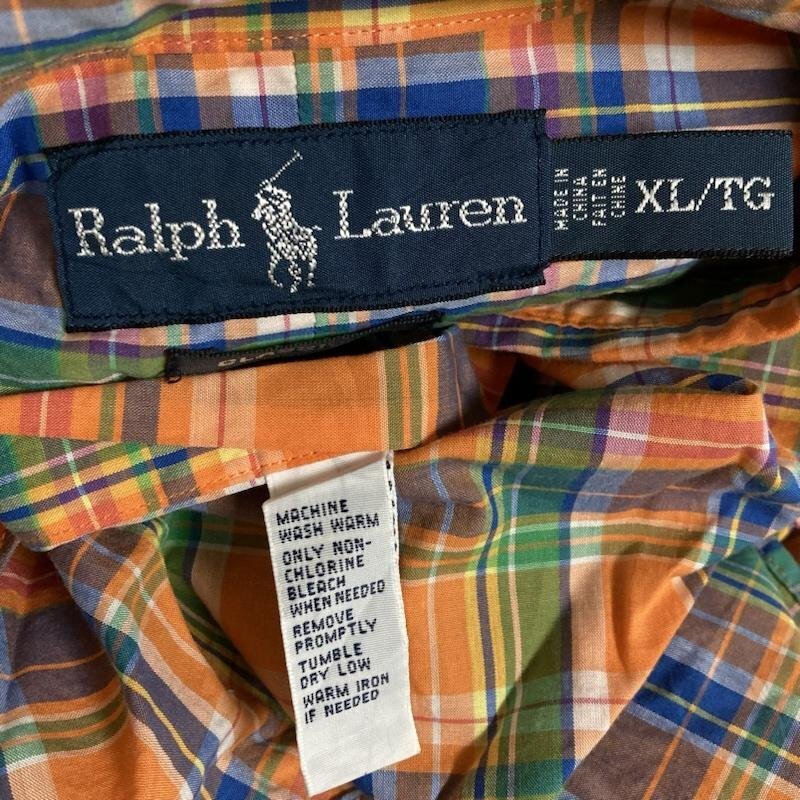 Ralph Lauren
MADE IN
CHINA
FAIT EN
CHINE
XL/TG
MACHINE
WASH WARM
ONLY NON-
CHLORINE
BLEACH
WHEN NEEDED
REMOVE
PROMPTLY
TUMBLE
DRY LOW
WARM IRON
IF NEEDED